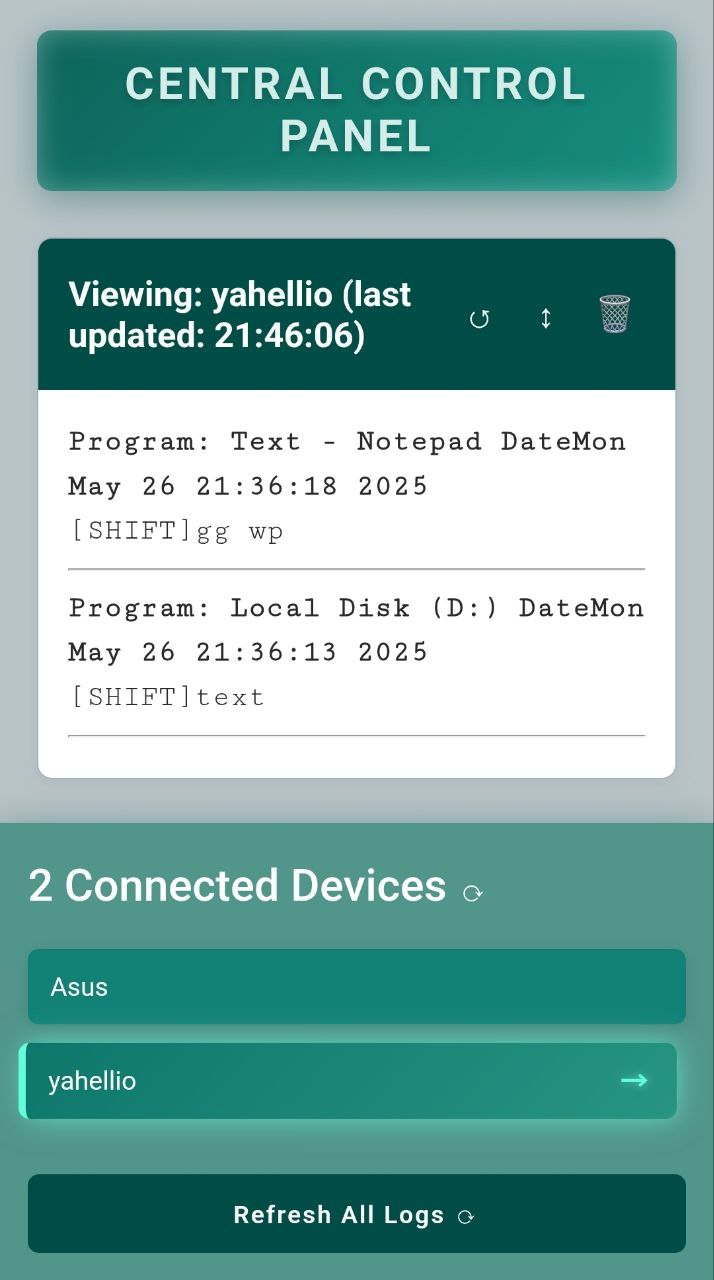 CENTRAL CONTROL
PANEL
Viewing: yahellio (last
updated: 21:46:06)
Program: Text - Notepad DateMon
May 26 21:36:18 2025
[SHIFT]gg wp
Program: Local Disk (D:) DateMon
May 26 21:36:13 2025
[SHIFT]text
2 Connected Devices
Asus
yahellio
Refresh All Logs